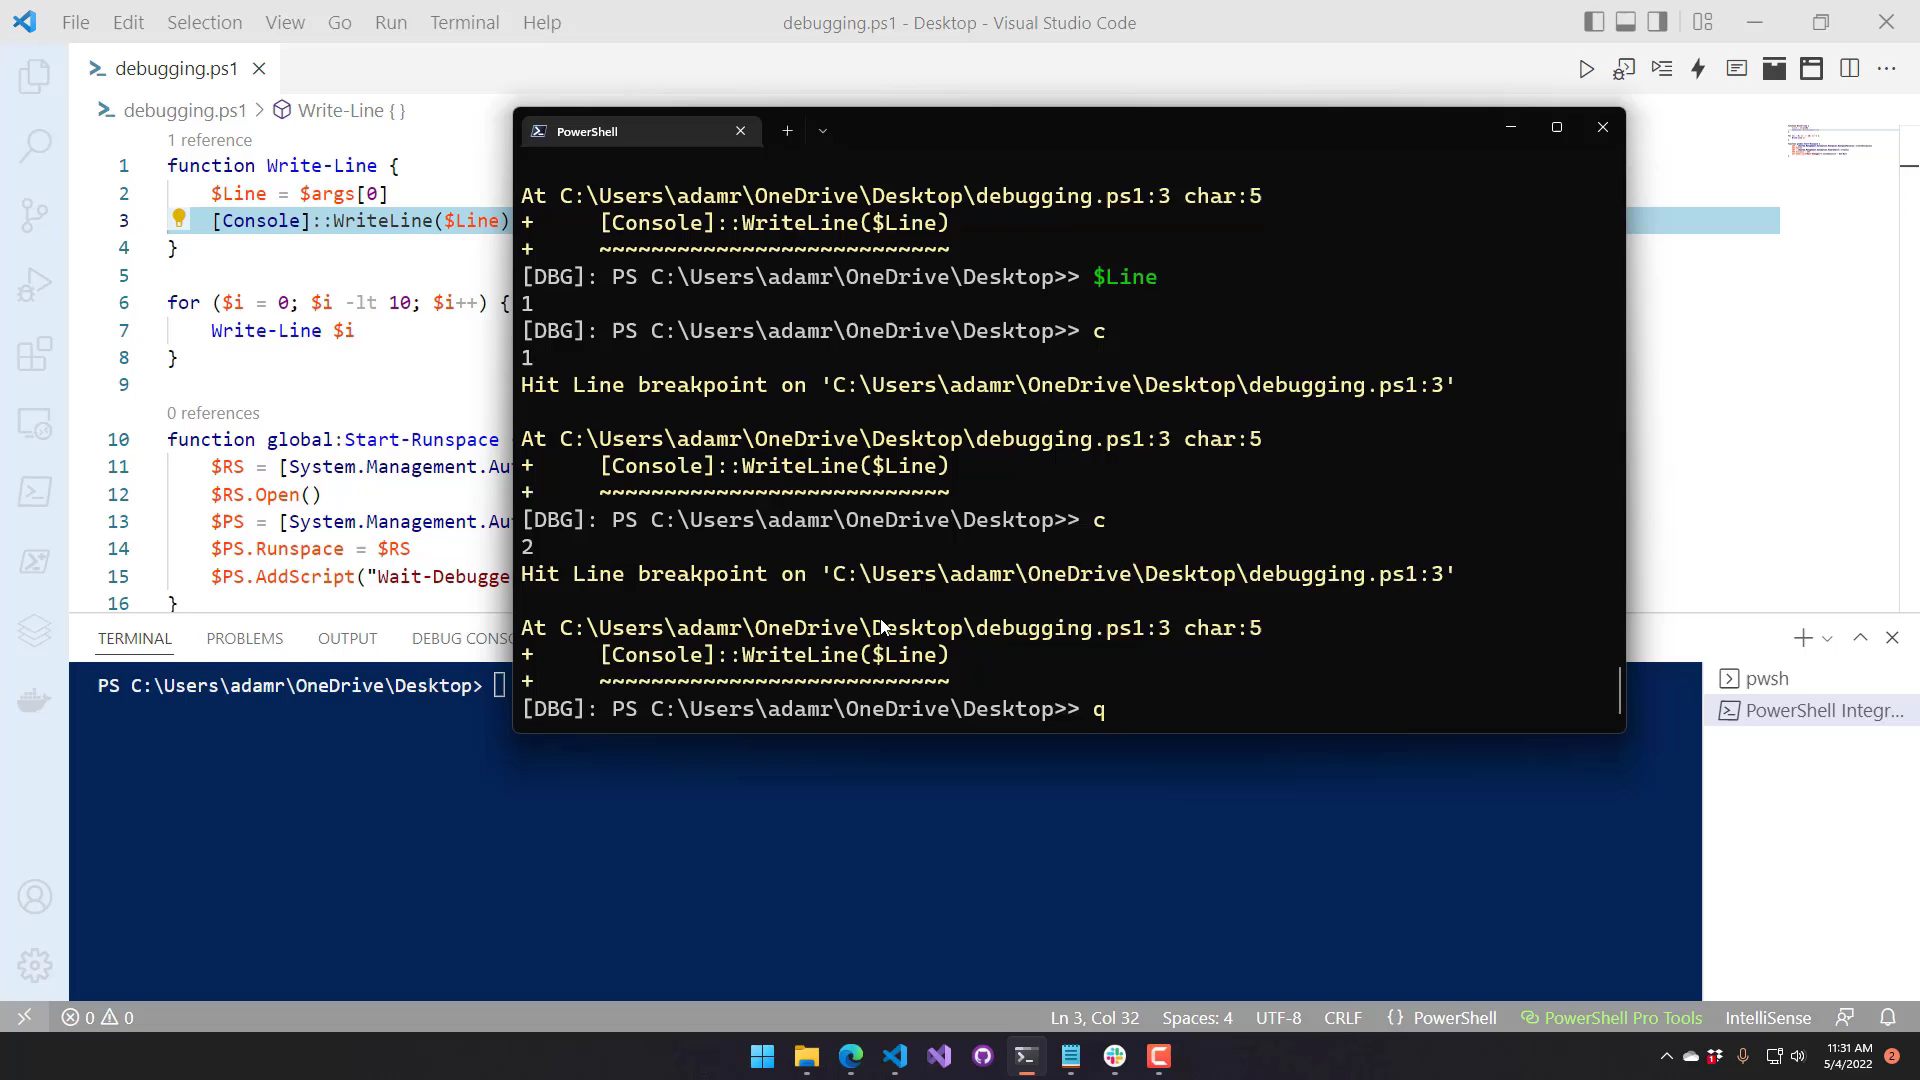 File Edit Selection View Go Run Terminal Help debugging.ps1 - Desktop - Visual Studio Code
debugging.ps1
debugging.ps1 > Write-Line { }
1 reference
1 function Write-Line {
2 $Line = $args[0]
3 [Console]::WriteLine($Line)
4 }
5
6 for ($i = 0; $i -lt 10; $i++) {
7 Write-Line $i
8 }
9
0 references
10 function global:Start-Runspace
11 $RS = [System.Management.Au
12 $RS.Open()
13 $PS = [System.Management.Au
14 $PS.Runspace = $RS
15 $PS.AddScript("Wait-Debugge
16 }
PowerShell
At C:\Users\adamr\OneDrive\Desktop\debugging.ps1:3 char:5
+ [Console]::WriteLine($Line)
+ ~~~~~~~~~~~~~~~~~~~~~~~~~~~
[DBG]: PS C:\Users\adamr\OneDrive\Desktop>> $Line
1
[DBG]: PS C:\Users\adamr\OneDrive\Desktop>> c
1
Hit Line breakpoint on 'C:\Users\adamr\OneDrive\Desktop\debugging.ps1:3'
At C:\Users\adamr\OneDrive\Desktop\debugging.ps1:3 char:5
+ [Console]::WriteLine($Line)
+ ~~~~~~~~~~~~~~~~~~~~~~~~~~~
[DBG]: PS C:\Users\adamr\OneDrive\Desktop>> c
2
Hit Line breakpoint on 'C:\Users\adamr\OneDrive\Desktop\debugging.ps1:3'
At C:\Users\adamr\OneDrive\Desktop\debugging.ps1:3 char:5
+ [Console]::WriteLine($Line)
+ ~~~~~~~~~~~~~~~~~~~~~~~~~~~
[DBG]: PS C:\Users\adamr\OneDrive\Desktop>> q
TERMINAL PROBLEMS OUTPUT DEBUG CONSO
PS C:\Users\adamr\OneDrive\Desktop>
pwsh
PowerShell Integr...
0 0 Ln 3, Col 32 Spaces: 4 UTF-8 CRLF {} PowerShell PowerShell Pro Tools IntelliSense
11:31 AM
5/4/2022
2